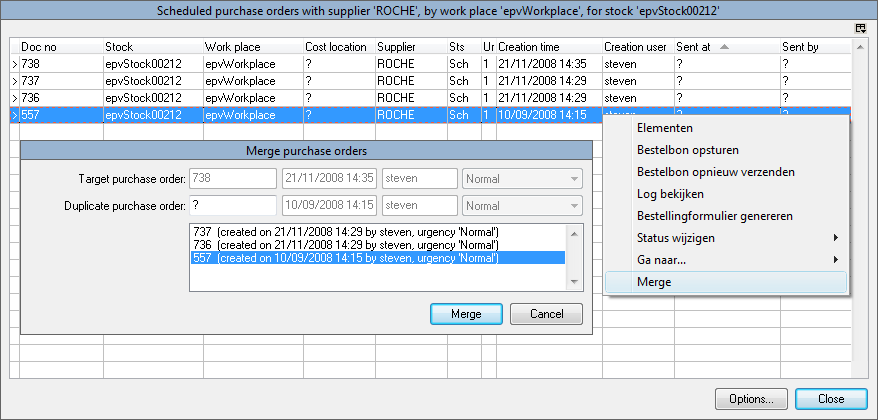 Scheduled purchase orders with supplier 'ROCHE', by work place 'epvWorkplace', for stock 'epvStock00212'
Doc no Stock Work place Cost location Supplier Sts Ur Creation time Creation user Sent at Sent by
> 738 epvStock00212 epvWorkplace ? ROCHE Sch 1 21/11/2008 14:35 steven ? ?
> 737 epvStock00212 epvWorkplace ? ROCHE Sch 1 21/11/2008 14:29 steven ? ?
> 736 epvStock00212 epvWorkplace ? ROCHE Sch 1 21/11/2008 14:29 steven ? ?
> 557 epvStock00212 epvWorkplace ? ROCHE Sch 1 10/09/2008 14:15 steven ? ?
Merge purchase orders
Target purchase order: 738 21/11/2008 14:35 steven Normal
Duplicate purchase order: ? 10/09/2008 14:15 steven Normal
737 (created on 21/11/2008 14:29 by steven, urgency 'Normal')
736 (created on 21/11/2008 14:29 by steven, urgency 'Normal')
557 (created on 10/09/2008 14:15 by steven, urgency 'Normal')
Merge Cancel
Elementen
Bestelbon opsturen
Bestelbon opnieuw verzenden
Log bekijken
Bestellingformulier genereren
Status wijzigen
Ga naar...
Merge
Options... Close